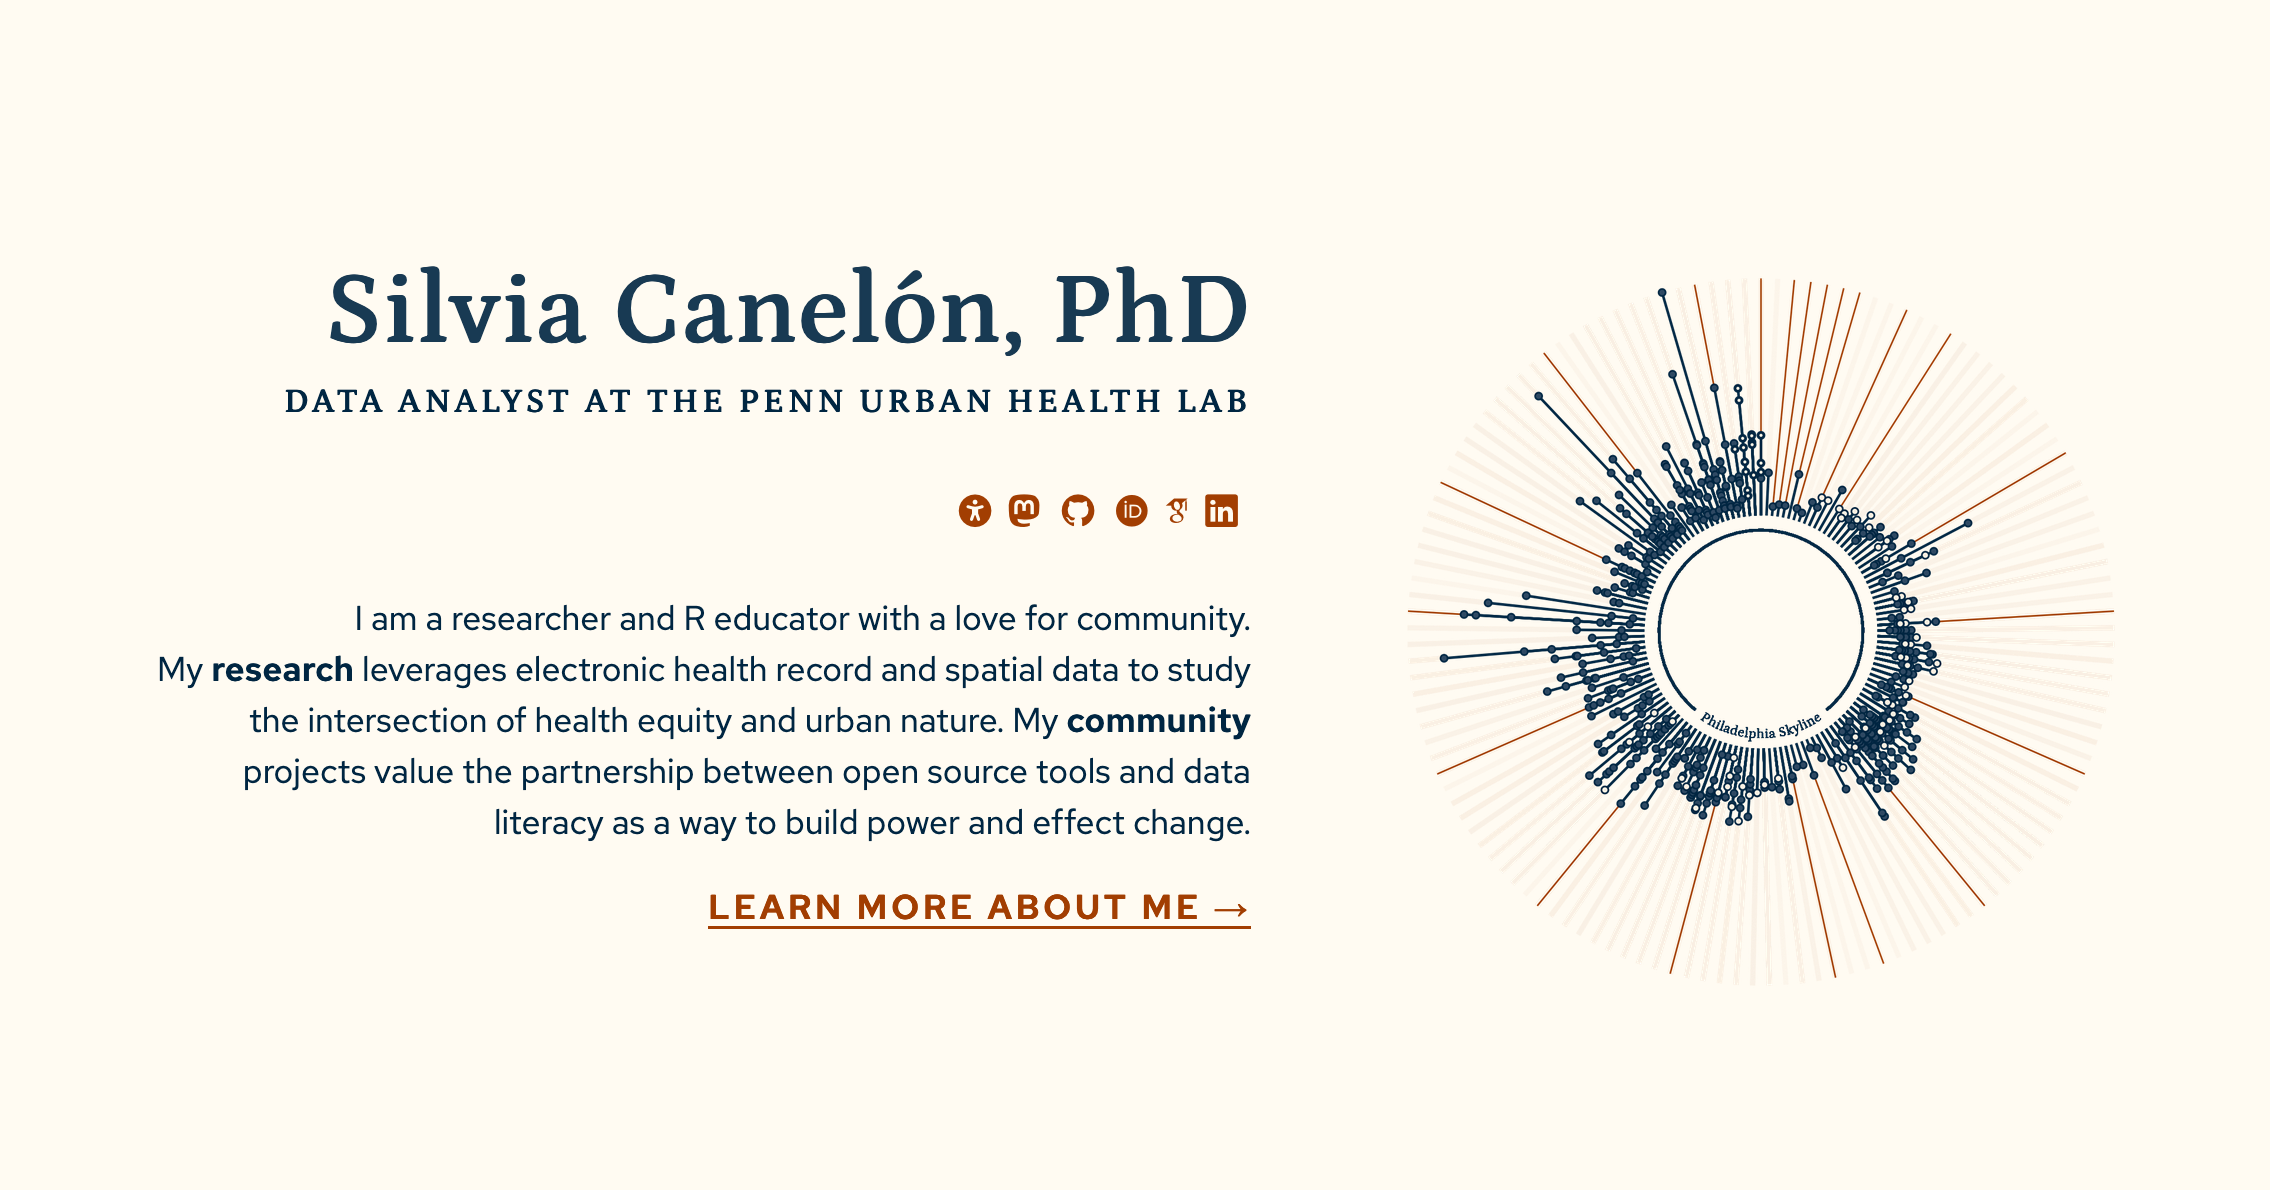 Silvia Canelón, PhD
DATA ANALYST AT THE PENN URBAN HEALTH LAB
iD
g
in
I am a researcher and R educator with a love for community.
My research leverages electronic health record and spatial data to study
the intersection of health equity and urban nature. My community
projects value the partnership between open source tools and data
literacy as a way to build power and effect change.
LEARN MORE ABOUT ME →
Philadelphia Skyline